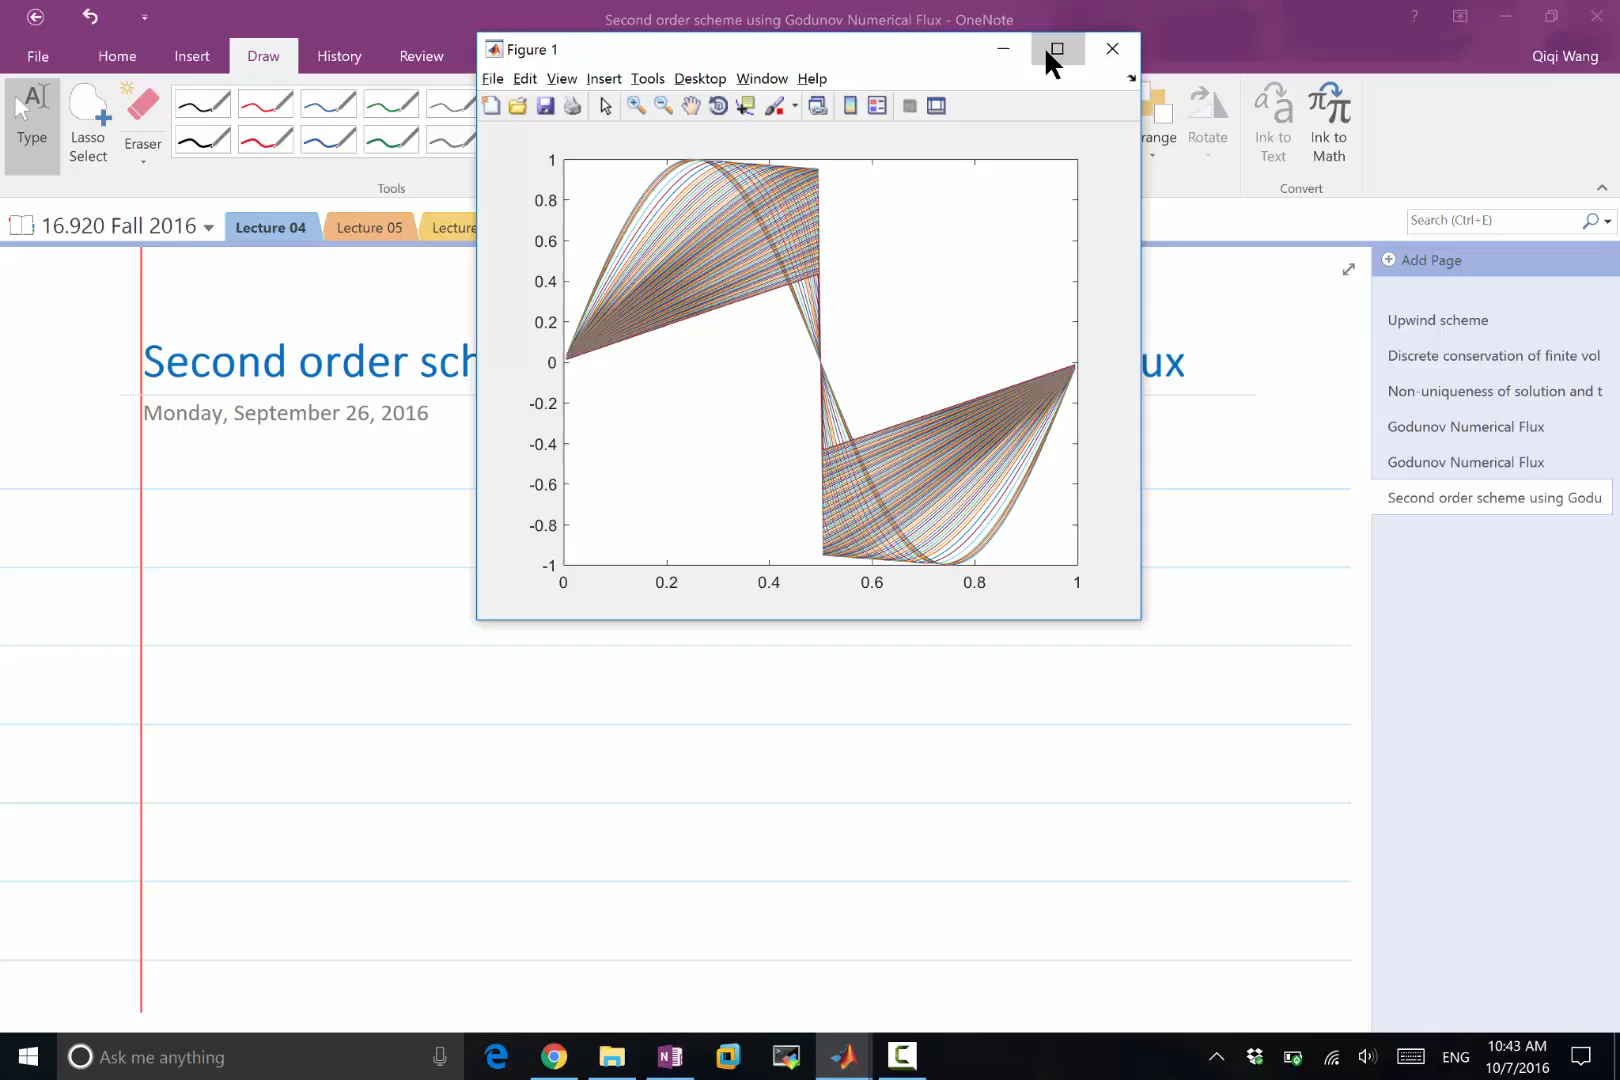 Second order scheme using Godunov Numerical Flux - OneNote
File
Home
Insert
Draw
History
Review
Qiqi Wang
Type
Lasso
Select
Eraser
Tools
Figure 1
File Edit View Insert Tools Desktop Window Help
Rotate
Ink to
Text
Ink to
Math
Convert
16.920 Fall 2016
Lecture 04
Lecture 05
Search (Ctrl+E)
Add Page
Second order
Monday, September 26, 2016
Upwind scheme
Discrete conservation of finite vol
Non-uniqueness of solution and t
Godunov Numerical Flux
Godunov Numerical Flux
Second order scheme using Godu
1
0.8
0.6
0.4
0.2
0
-0.2
-0.4
-0.6
-0.8
-1
0 0.2 0.4 0.6 0.8 1
Ask me anything
ENG
10:43 AM
10/7/2016